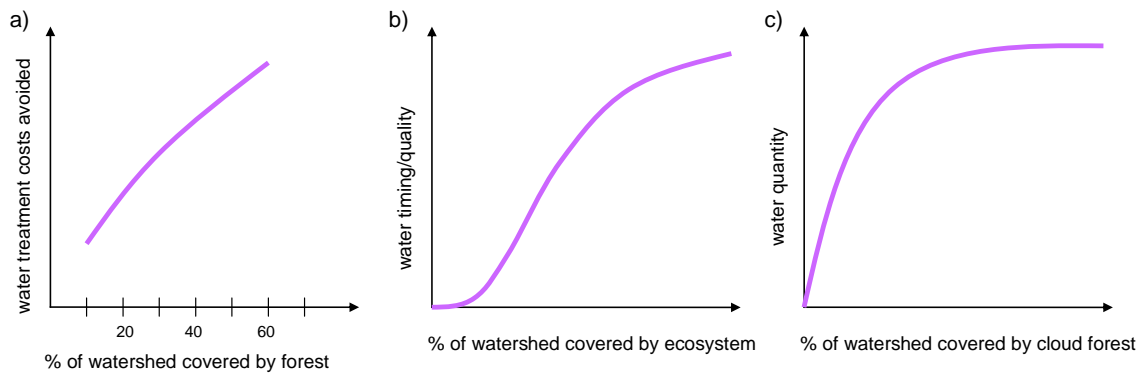 a)
water treatment costs avoided
20 40 60
% of watershed covered by forest
b)
water timing/quality
% of watershed covered by ecosystem
c)
water quantity
% of watershed covered by cloud forest